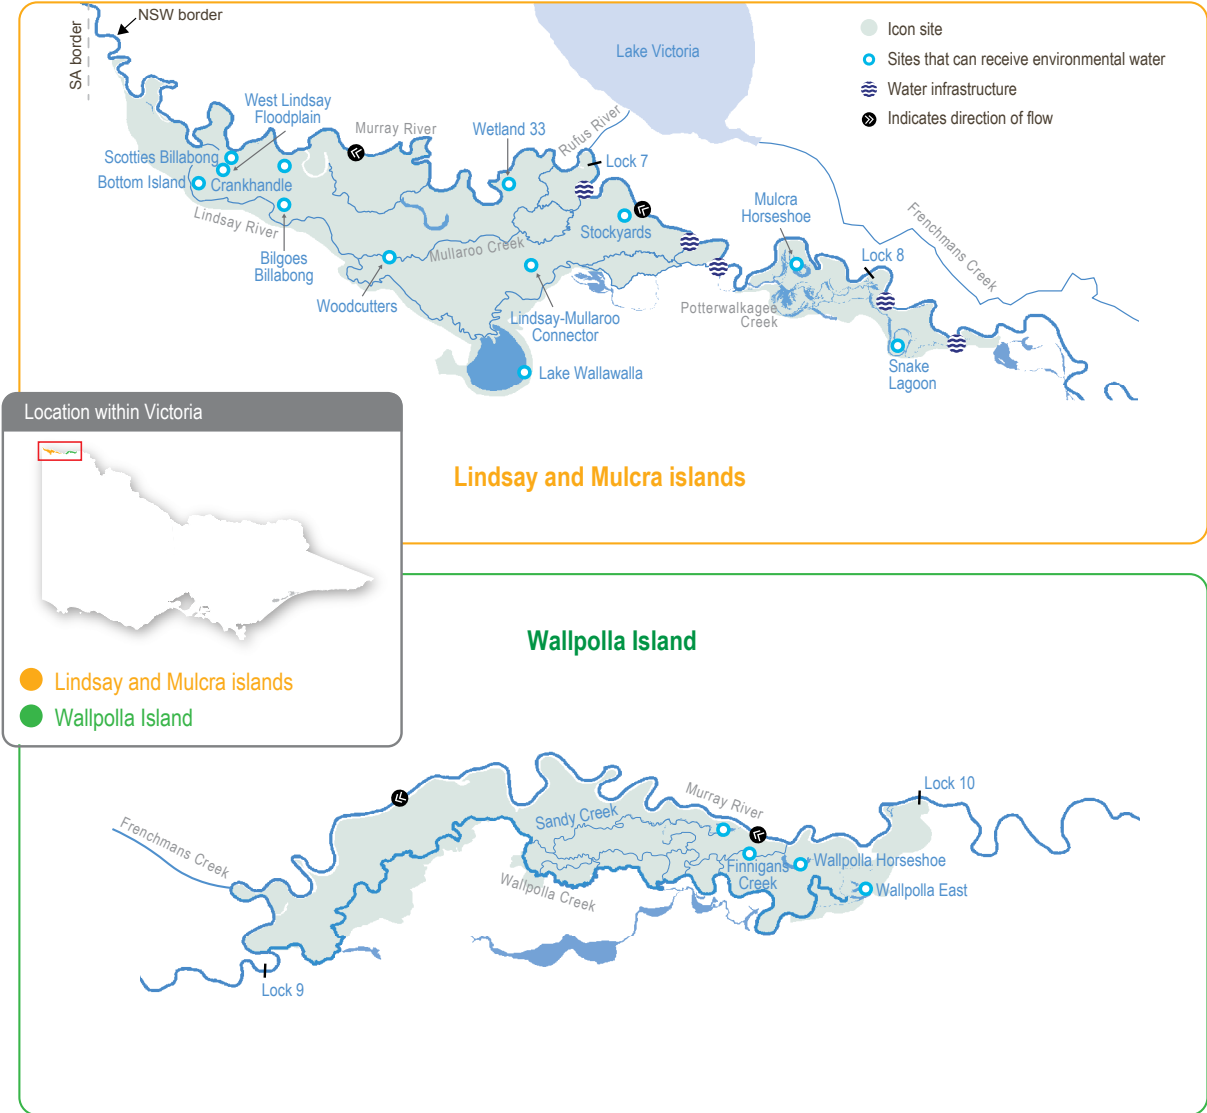 NSW border
SA border
Lake Victoria
Icon site
Sites that can receive environmental water
Water infrastructure
Indicates direction of flow
West Lindsay
Floodplain
Murray River
Wetland 33
Rufus River
Lock 7
Scotties Billabong
Bottom Island
Crankhandle
Lindsay River
Bilgoes
Billabong
Mullaroo Creek
Woodcutters
Stockyards
Lindsay-Mullaroo
Connector
Lake Wallawalla
Mulcra
Horseshoe
Lock 8
Frenchmans Creek
Potterwalkagee
Creek
Snake
Lagoon
Location within Victoria
Lindsay and Mulcra islands
Wallpolla Island
Lindsay and Mulcra islands
Wallpolla Island
Lock 10
Murray River
Sandy Creek
Frenchmans Creek
Finnigans
Creek
Wallpolla Horseshoe
Wallpolla East
Wallpolla Creek
Lock 9